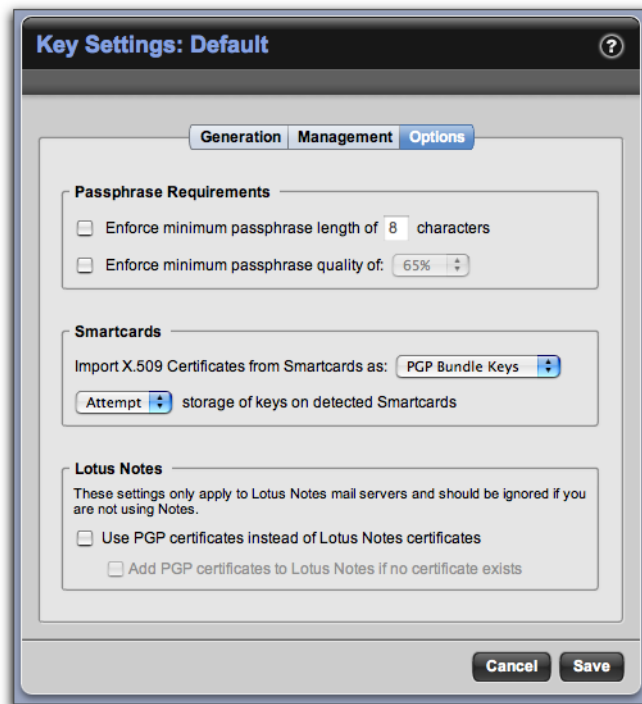 Key Settings: Default
?
Generation Management Options
Passphrase Requirements
Enforce minimum passphrase length of 8 characters
Enforce minimum passphrase quality of: 65%
Smartcards
Import X.509 Certificates from Smartcards as: PGP Bundle Keys
Attempt storage of keys on detected Smartcards
Lotus Notes
These settings only apply to Lotus Notes mail servers and should be ignored if you
are not using Notes.
Use PGP certificates instead of Lotus Notes certificates
Add PGP certificates to Lotus Notes if no certificate exists
Cancel Save